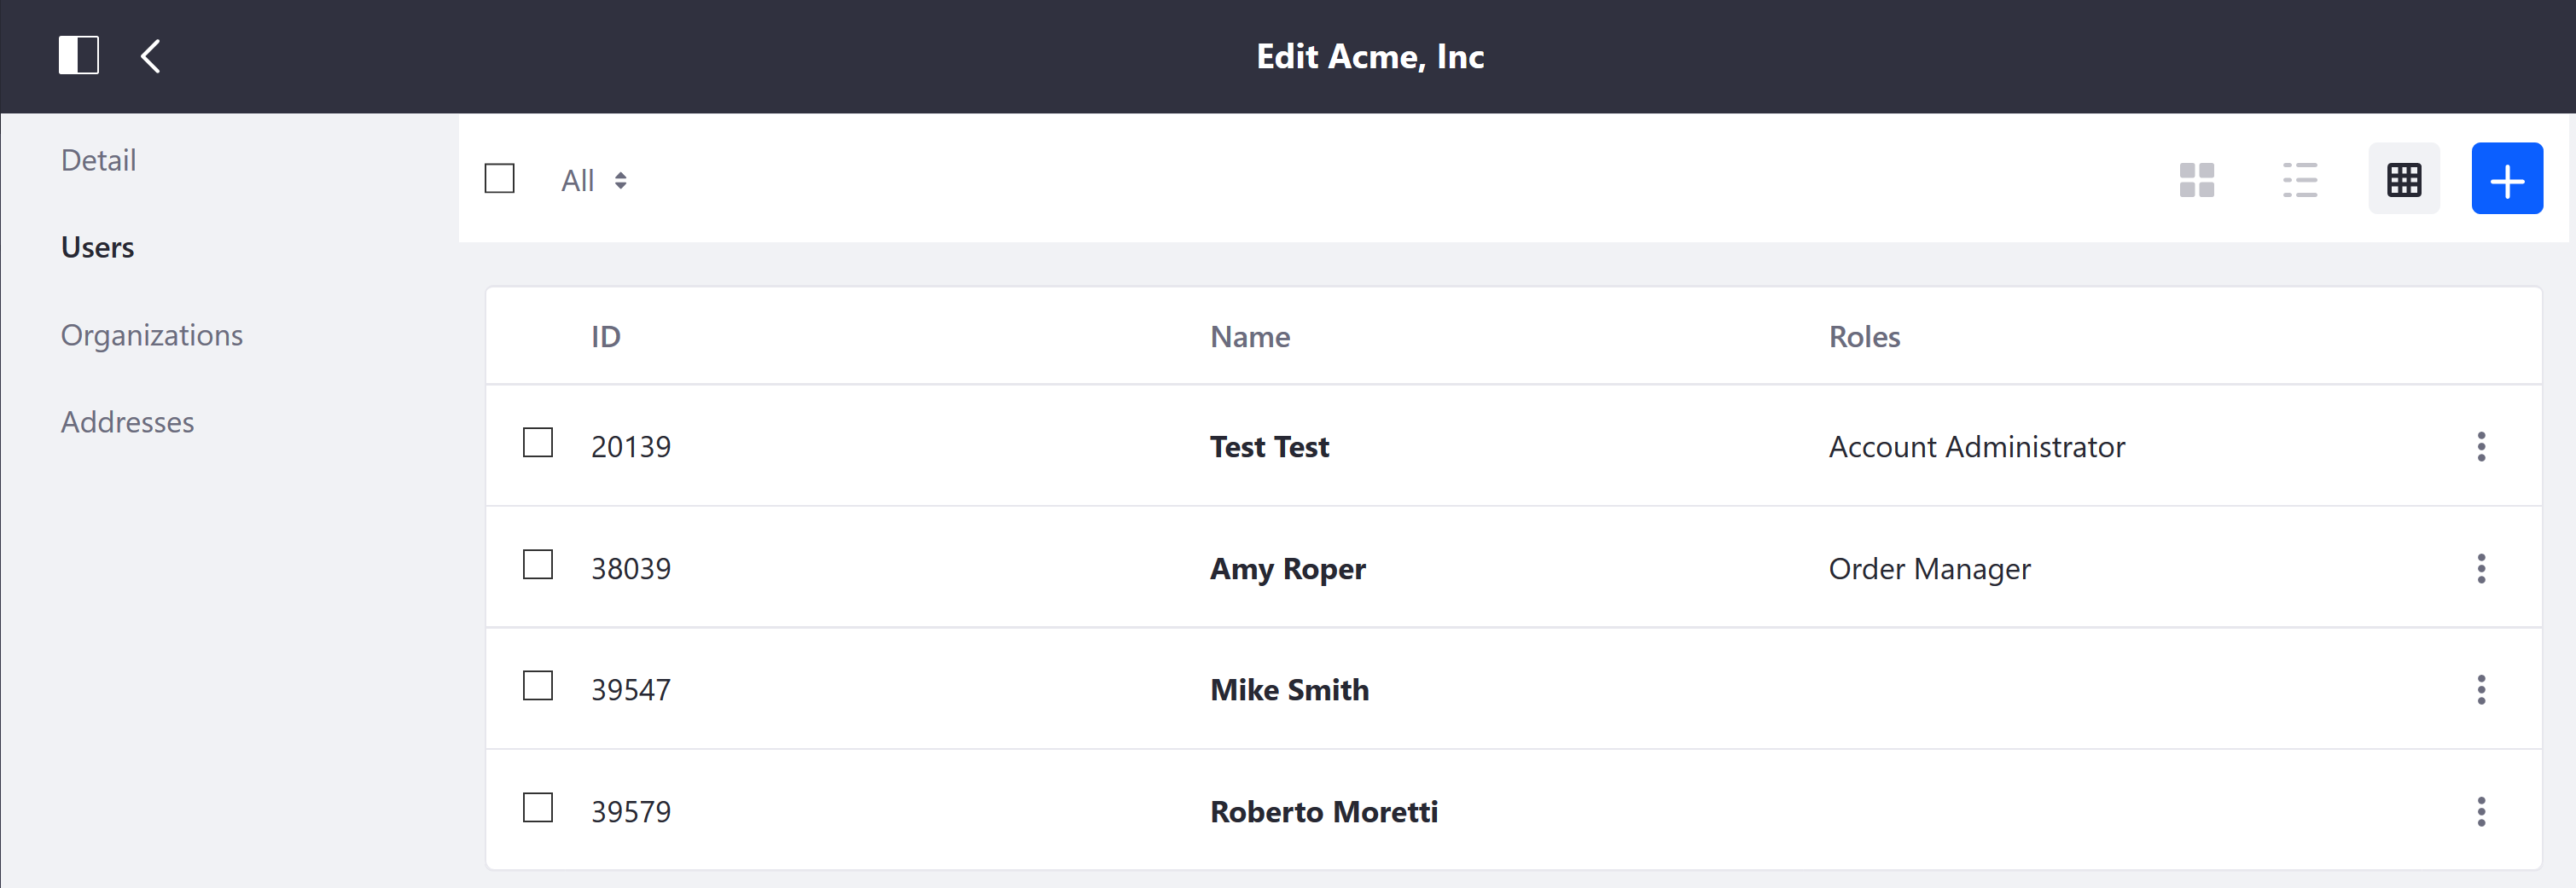 Edit Acme, Inc
Detail
Users
Organizations
Addresses
All
ID Name Roles
20139 Test Test Account Administrator
38039 Amy Roper Order Manager
39547 Mike Smith
39579 Roberto Moretti